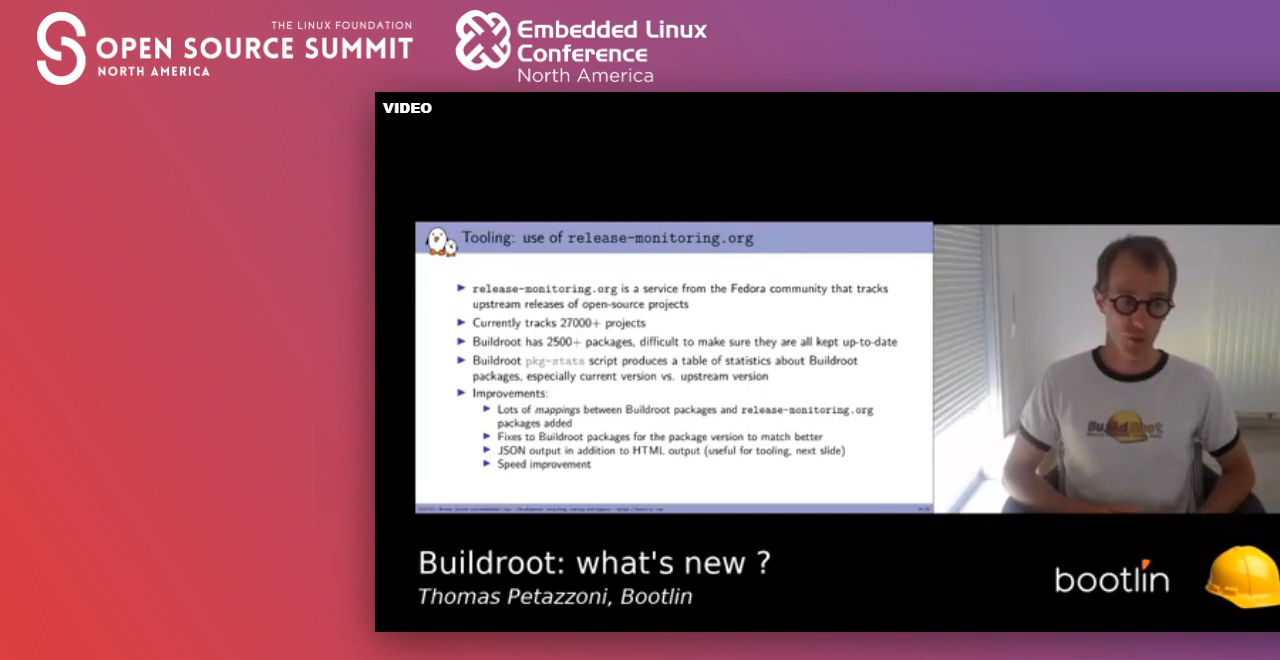 THE LINUX FOUNDATION
OPEN SOURCE SUMMIT
NORTH AMERICA
Embedded Linux
Conference
North America
VIDEO
Tooling: use of release-monitoring.org
► release-monitoring.org is a service from the Fedora community that tracks
upstream releases of open-source projects
► Currently tracks 27000+ projects
► Buildroot has 2500+ packages, difficult to make sure they are all kept up-to-date
► Buildroot pkg-stats script produces a table of statistics about Buildroot
packages, especially current version vs. upstream version
► Improvements:
► Lots of mappings between Buildroot packages and release-monitoring.org
packages added
► Fixes to Buildroot packages for the package version to match better
► JSON output in addition to HTML output (useful for tooling, next slide)
► Speed improvement
BuildRoot
Buildroot: what's new ?
Thomas Petazzoni, Bootlin
bootlin